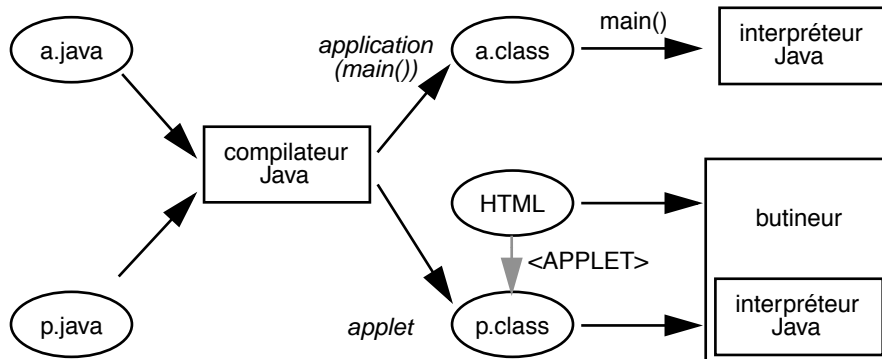 a.java
application
(main())
a.class
main()
interpréteur
Java
compilateur
Java
HTML
butineur
<APPLET>
p.java
applet
p.class
interpréteur
Java